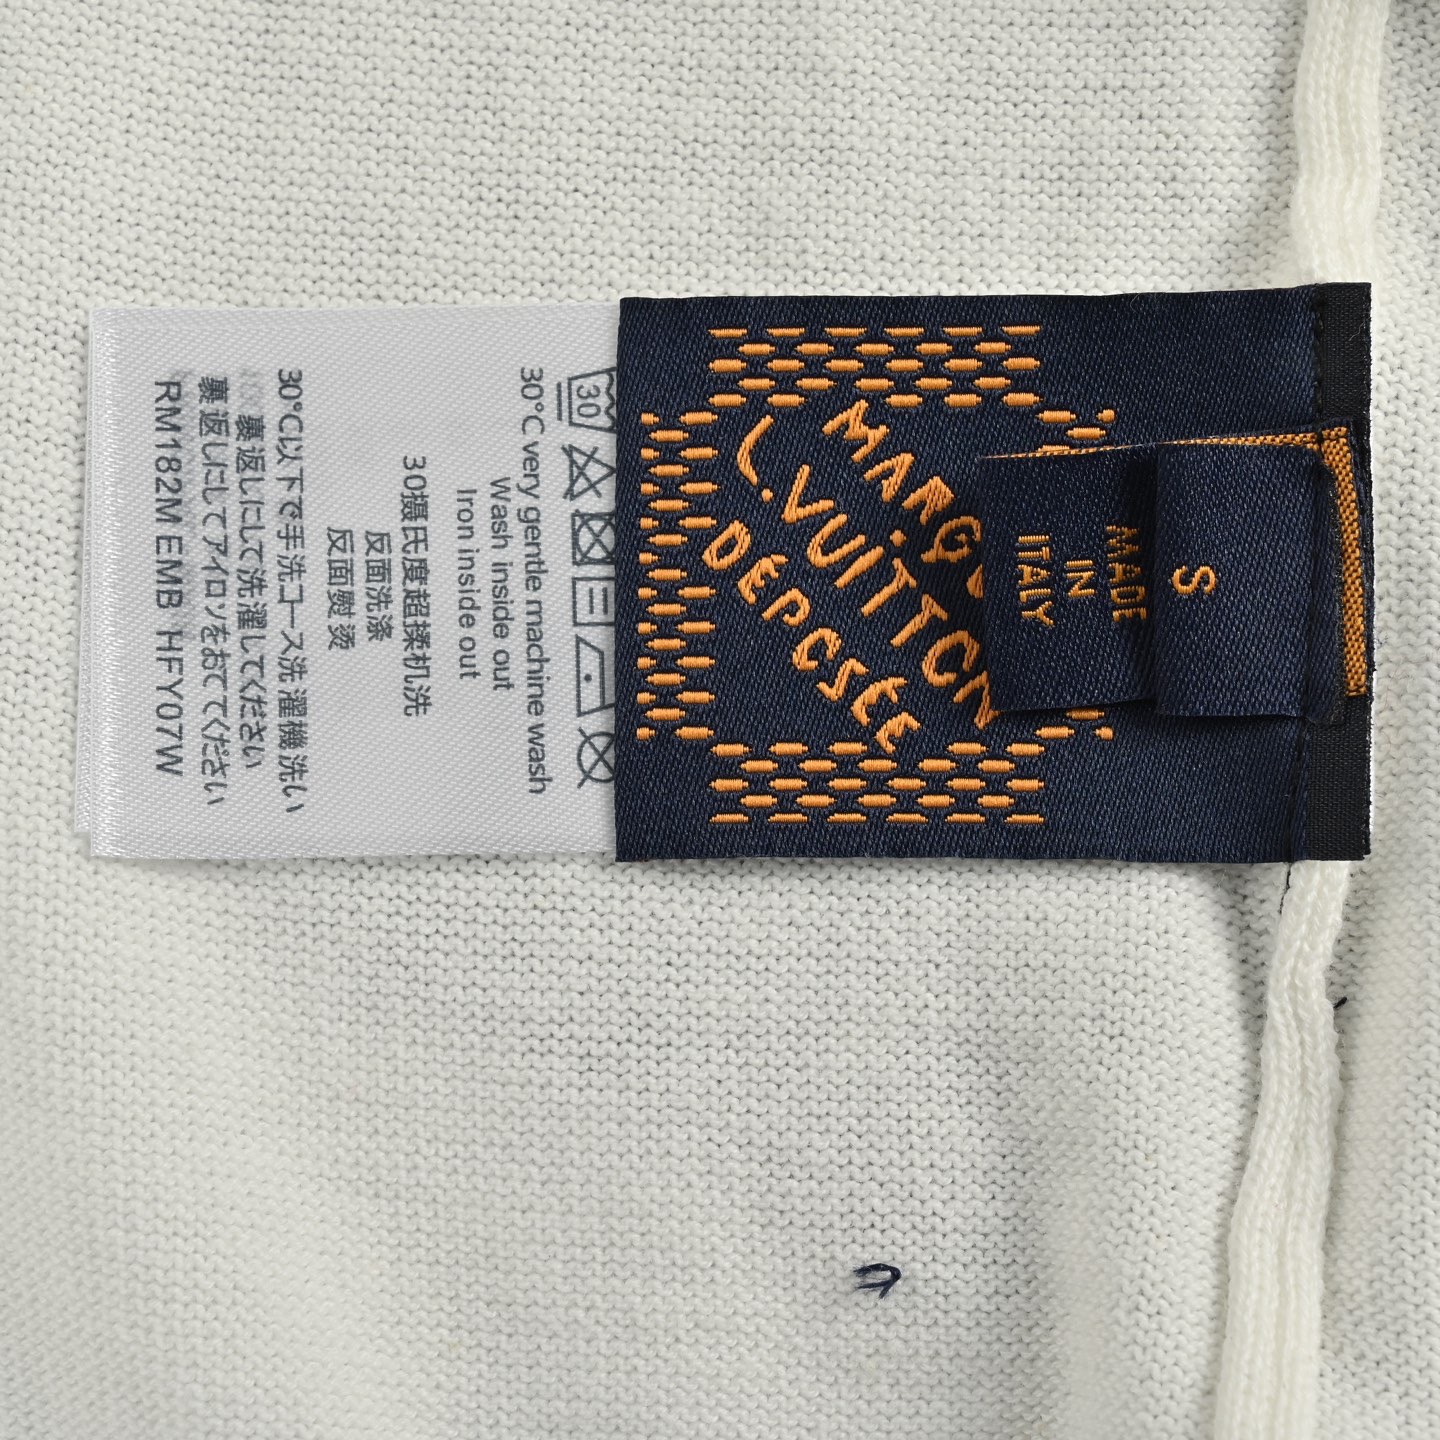 S
MADE
IN
ITALY
L.VUITTON
DÉPOSÉ
30
30°C very gentle machine wash
Wash inside out
Iron inside out
30摄氏度超揉机洗
反面洗涤
反面熨烫
30℃以下で手洗コース洗濯機洗い
裏返しにして洗濯してください
裏返しにしてアイロンをおててください
RM182M EMB HFY07W